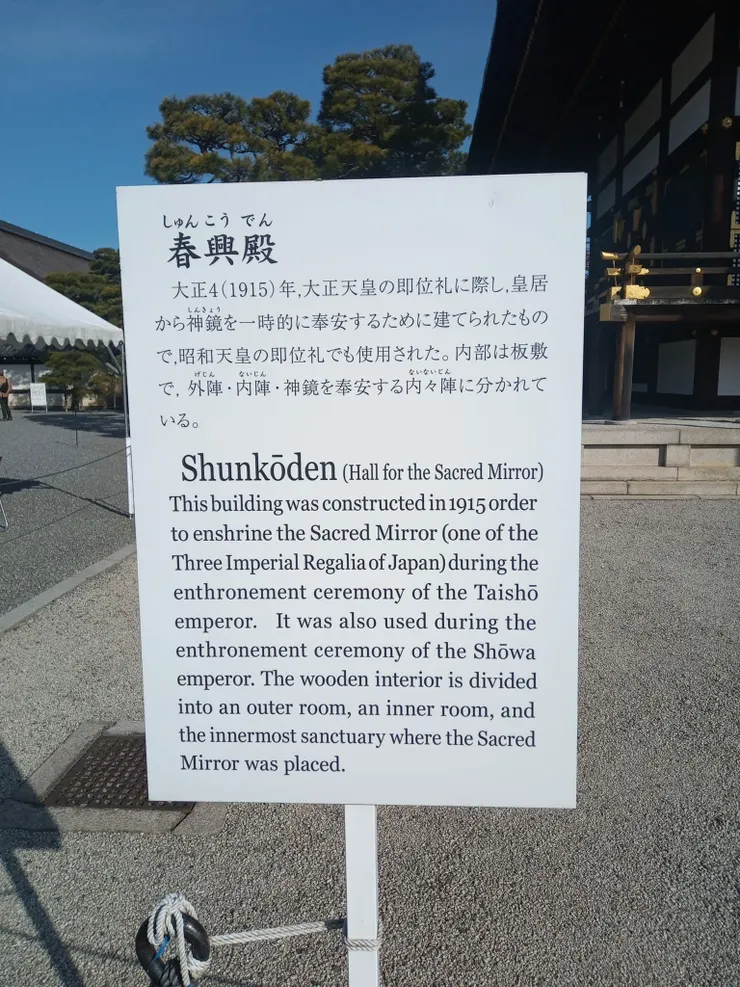 しゅんこうでん
春興殿
大正4(1915)年,大正天皇の即位礼に際し,皇居
しんきょう
から神鏡を一時的に奉安するために建てられたもの
で,昭和天皇の即位礼でも使用された。内部は板敷
げじん ないじん ないないじん
で,外陣・内陣・神鏡を奉安する内々陣に分かれて
いる。
Shunkōden (Hall for the Sacred Mirror)
This building was constructed in 1915 order
to enshrine the Sacred Mirror (one of the
Three Imperial Regalia of Japan) during the
enthronement ceremony of the Taishō
emperor. It was also used during the
enthronement ceremony of the Shōwa
emperor. The wooden interior is divided
into an outer room, an inner room, and
the innermost sanctuary where the Sacred
Mirror was placed.